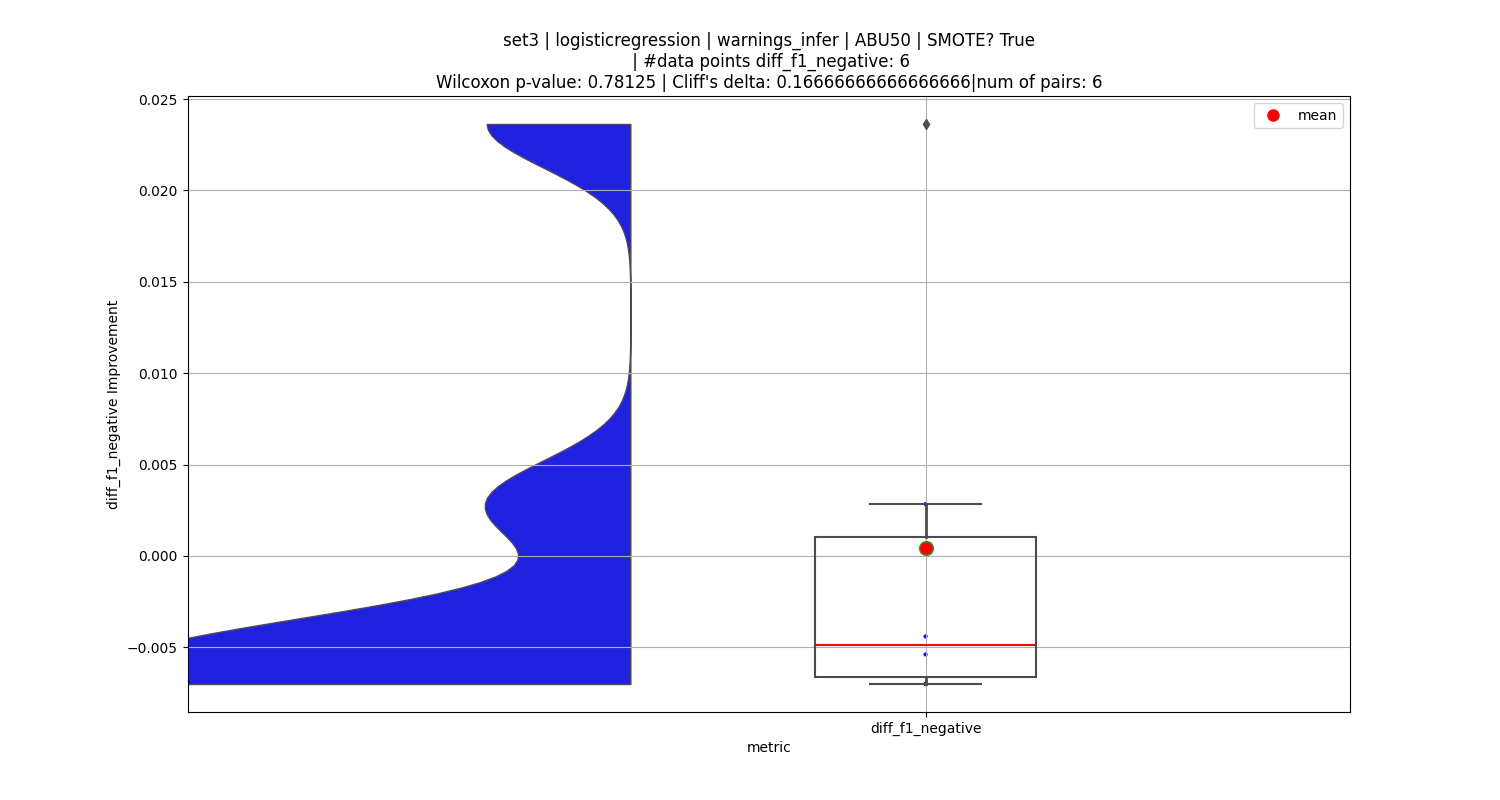 set3 | logisticregression | warnings_infer | ABU50 | SMOTE? True
| #data points diff_f1_negative: 6
Wilcoxon p-value: 0.78125 | Cliff's delta: 0.16666666666666666|num of pairs: 6
mean
0.025
0.020
0.015
0.010
0.005
0.000
−0.005
diff_f1_negative Improvement
diff_f1_negative
metric